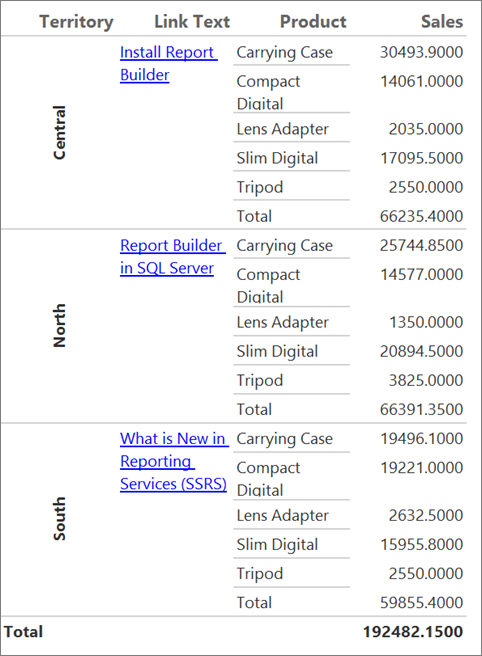 Territory Link Text Product Sales
Central Install Report Carrying Case 30493.9000
Builder Compact 14061.0000
Digital
Lens Adapter 2035.0000
Slim Digital 17095.5000
Tripod 2550.0000
Total 66235.4000
North Report Builder Carrying Case 25744.8500
in SQL Server Compact 14577.0000
Digital
Lens Adapter 1350.0000
Slim Digital 20894.5000
Tripod 3825.0000
Total 66391.3500
South What is New in Carrying Case 19496.1000
Reporting Compact 19221.0000
Services (SSRS) Digital
Lens Adapter 2632.5000
Slim Digital 15955.8000
Tripod 2550.0000
Total 59855.4000
Total 192482.1500